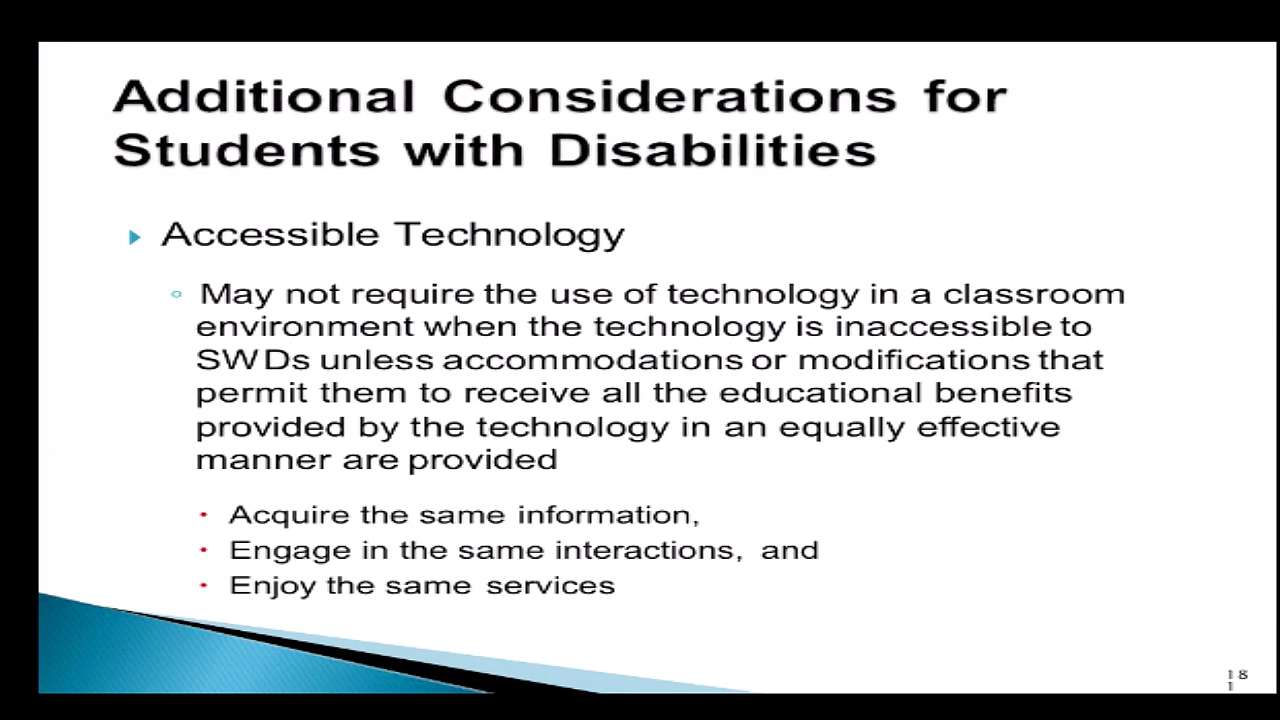 Additional Considerations for
Students with Disabilities
Accessible Technology
May not require the use of technology in a classroom
environment when the technology is inaccessible to
SWDs unless accommodations or modifications that
permit them to receive all the educational benefits
provided by the technology in an equally effective
manner are provided
Acquire the same information,
Engage in the same interactions, and
Enjoy the same services
18
1